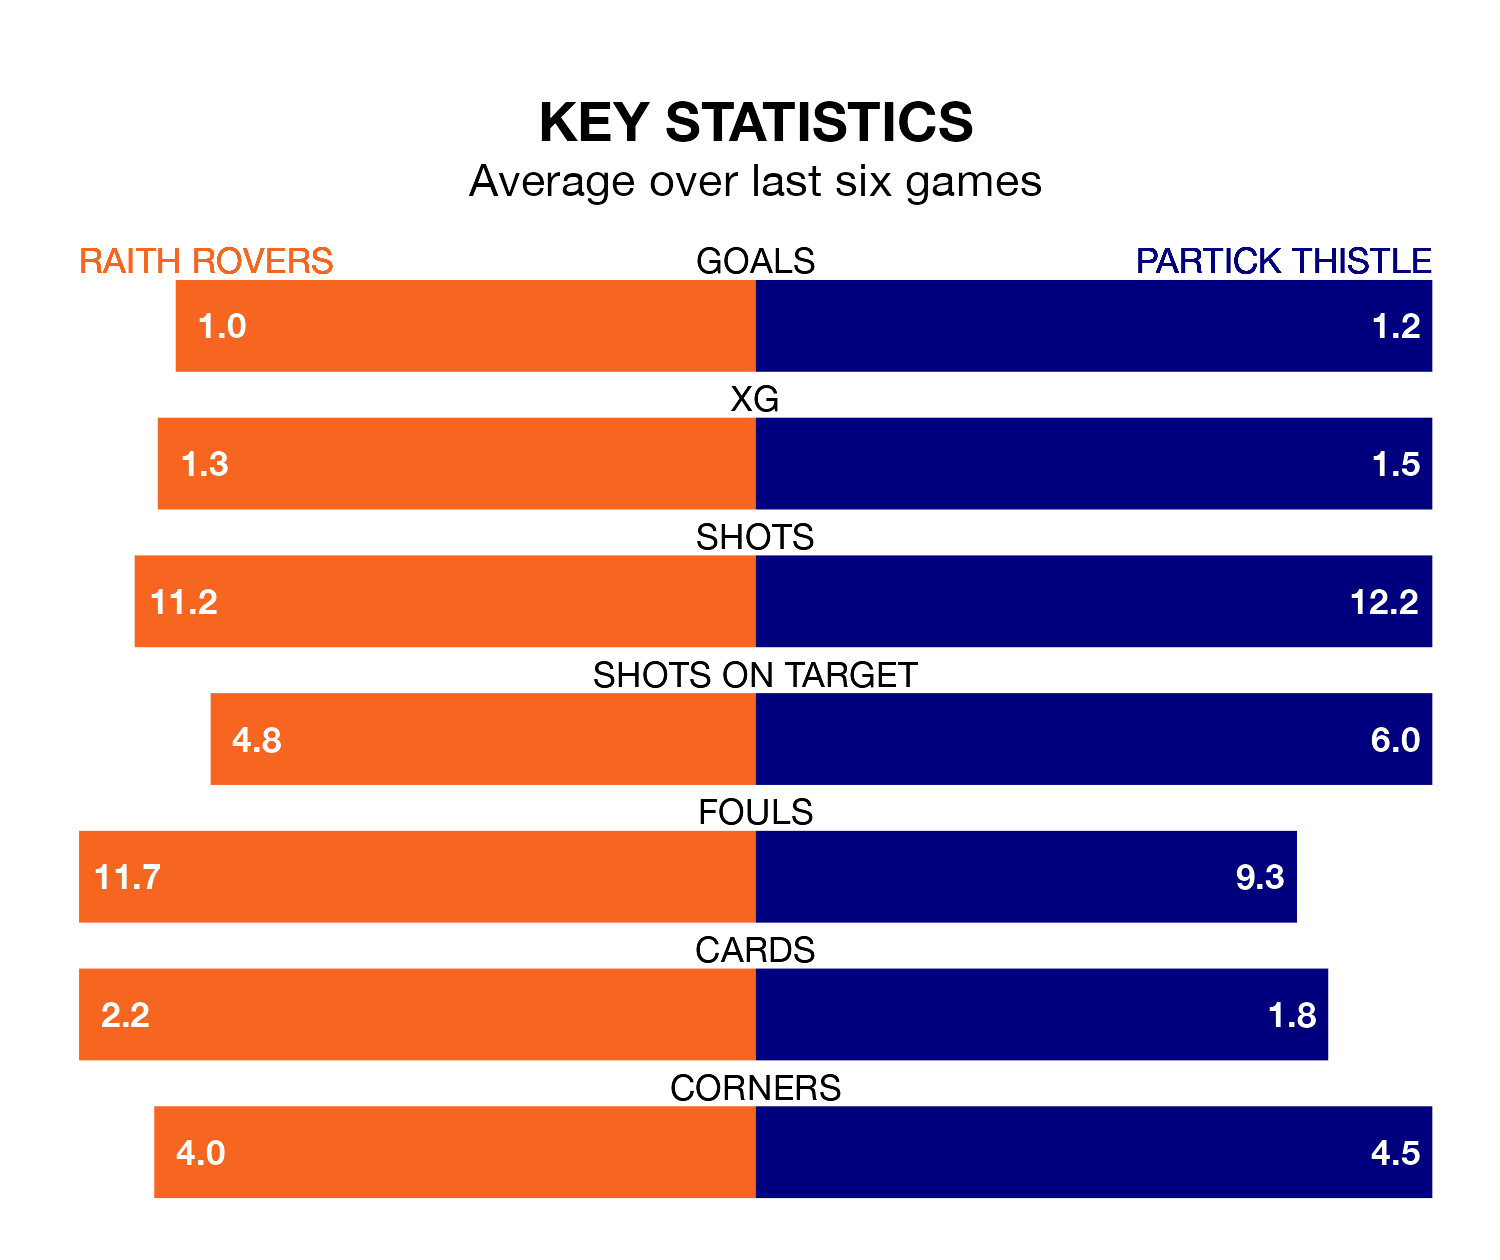 KEY STATISTICS
Average over last six games
RAITH ROVERS GOALS PARTICK THISTLE
1.0 1.2
XG
1.3 1.5
SHOTS
11.2 12.2
SHOTS ON TARGET
4.8 6.0
FOULS
11.7 9.3
CARDS
2.2 1.8
CORNERS
4.0 4.5